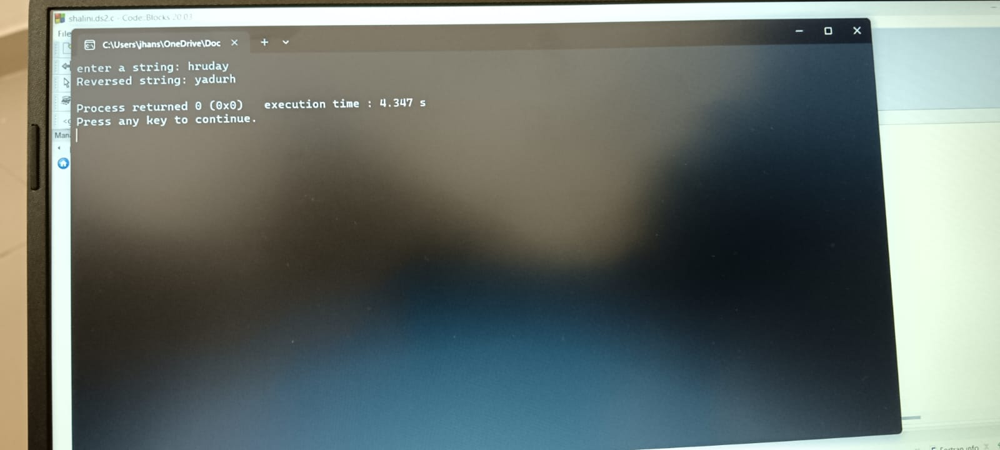 shalini.ds2.c - Code::Blocks 20.03
File
C:\Users\jhans\OneDrive\Doc
enter a string: hruday
Reversed string: yadurh
Process returned 0 (0x0)   execution time : 4.347 s
Press any key to continue.
Man
Fortran info